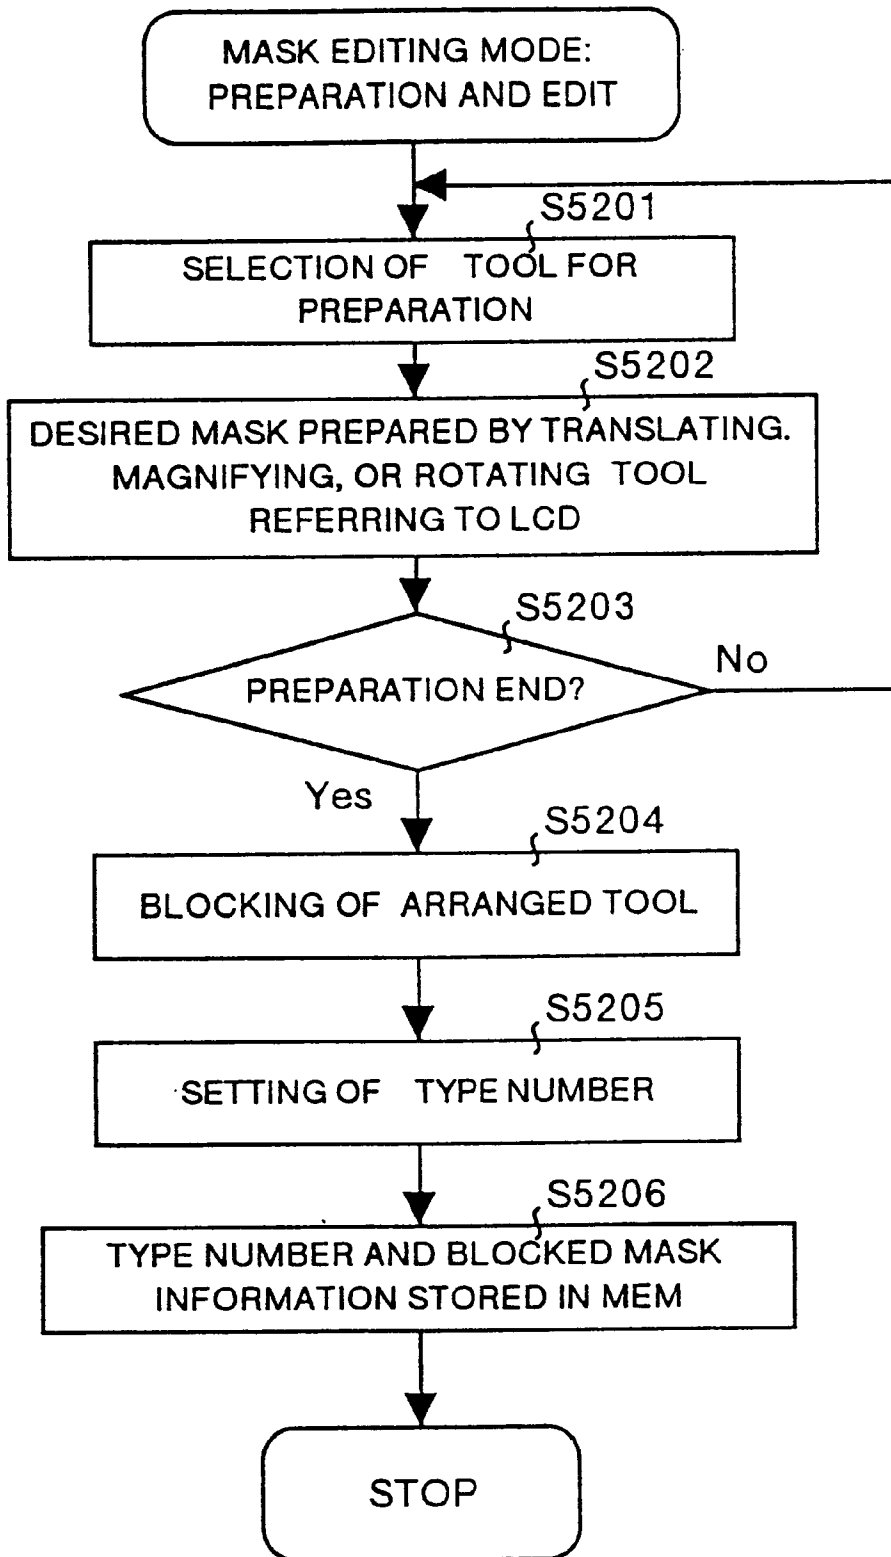 MASK EDITING MODE:
PREPARATION AND EDIT
S5201
SELECTION OF TOOL FOR
PREPARATION
S5202
DESIRED MASK PREPARED BY TRANSLATING.
MAGNIFYING, OR ROTATING TOOL
REFERRING TO LCD
S5203
PREPARATION END?
No
Yes
S5204
BLOCKING OF ARRANGED TOOL
S5205
SETTING OF TYPE NUMBER
S5206
TYPE NUMBER AND BLOCKED MASK
INFORMATION STORED IN MEM
STOP